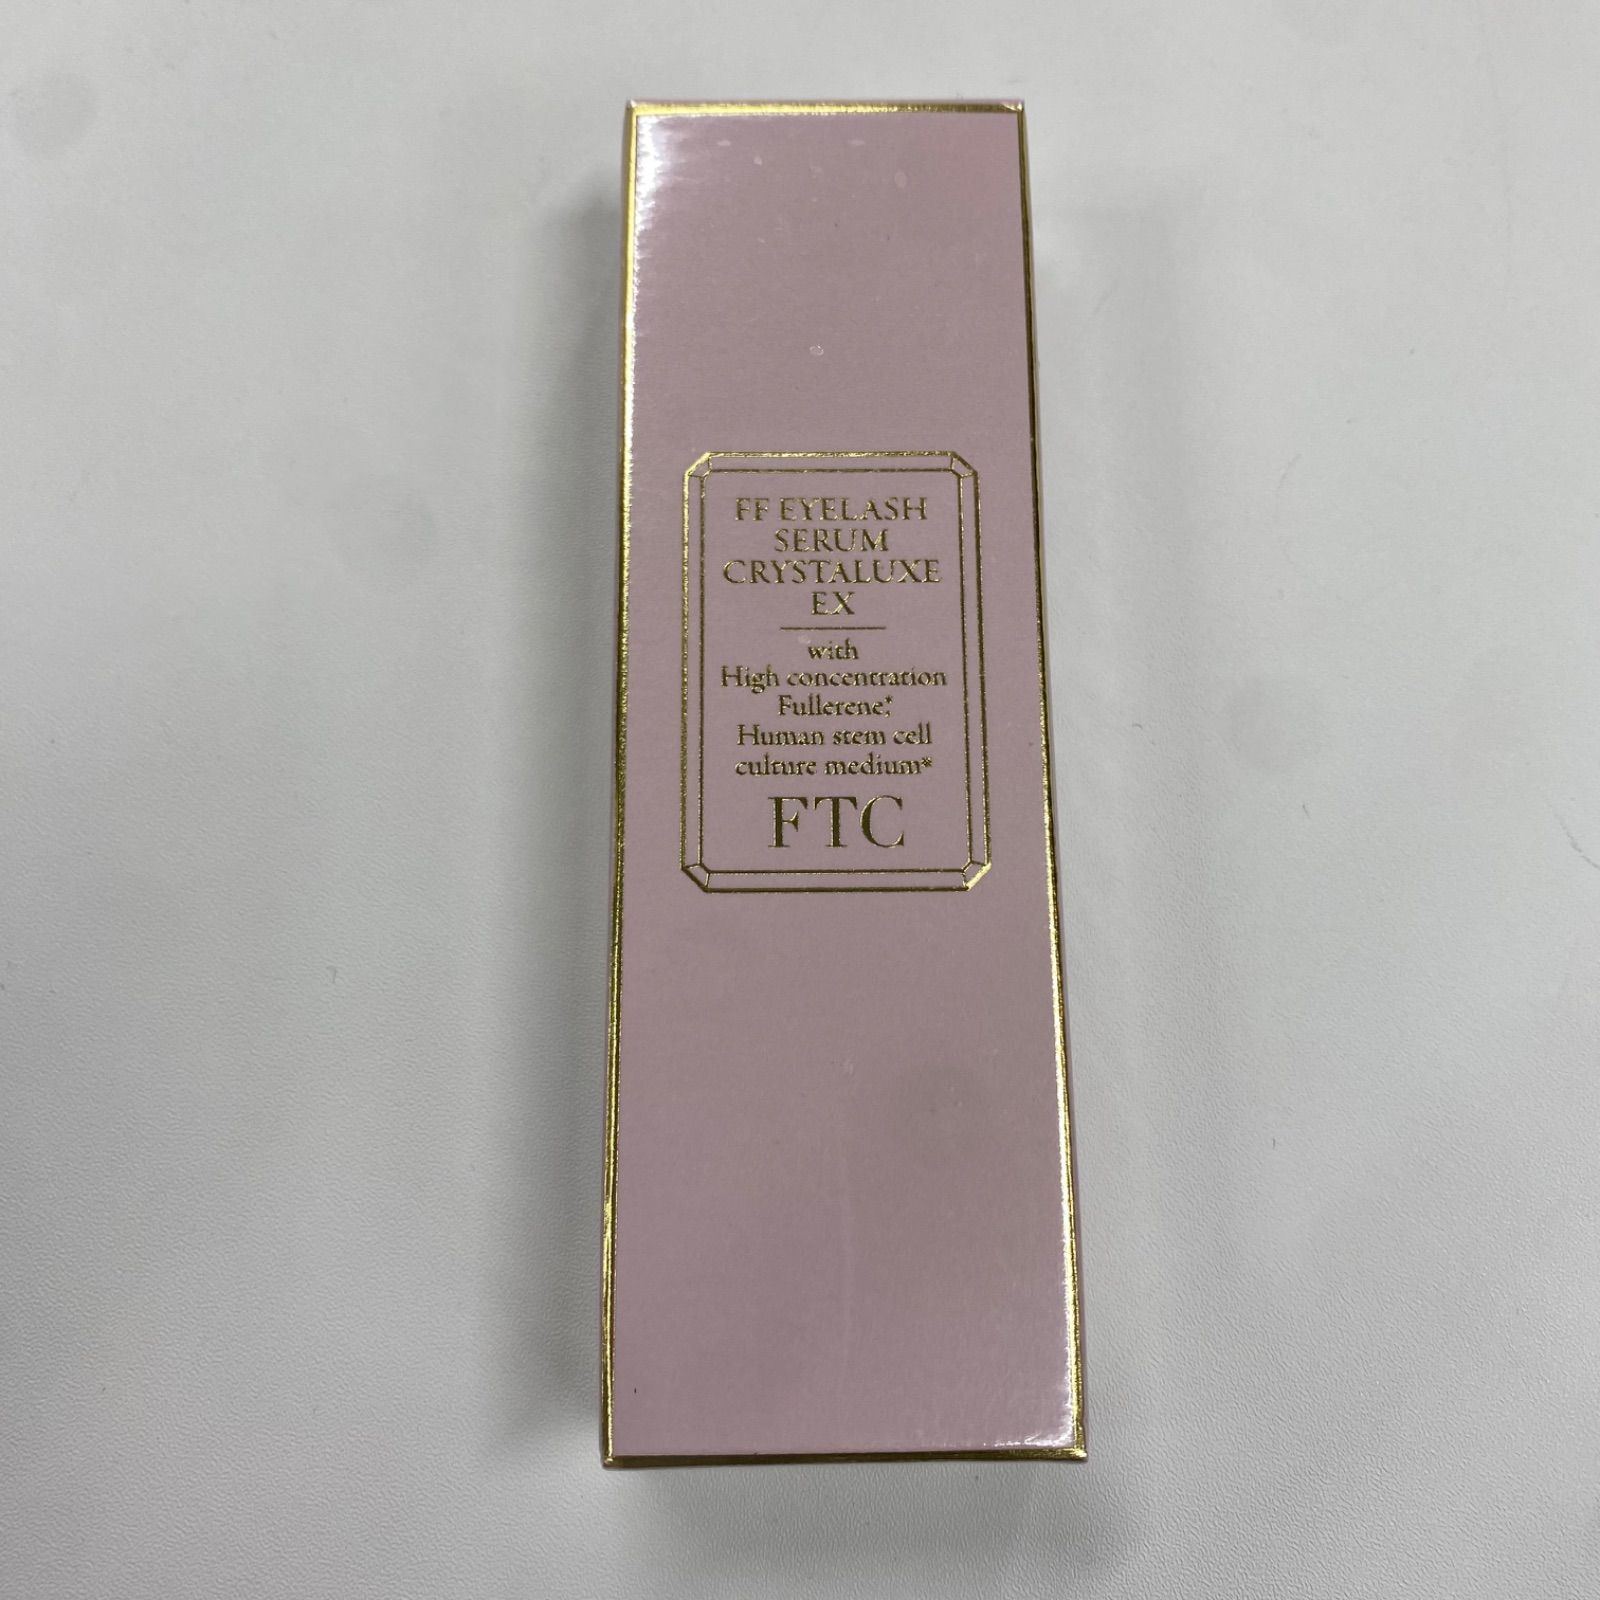 FF EYELASH
SERUM
CRYSTALUXE
EX
with
High concentration
Fullerene*,
Human stem cell
culture medium*
FTC